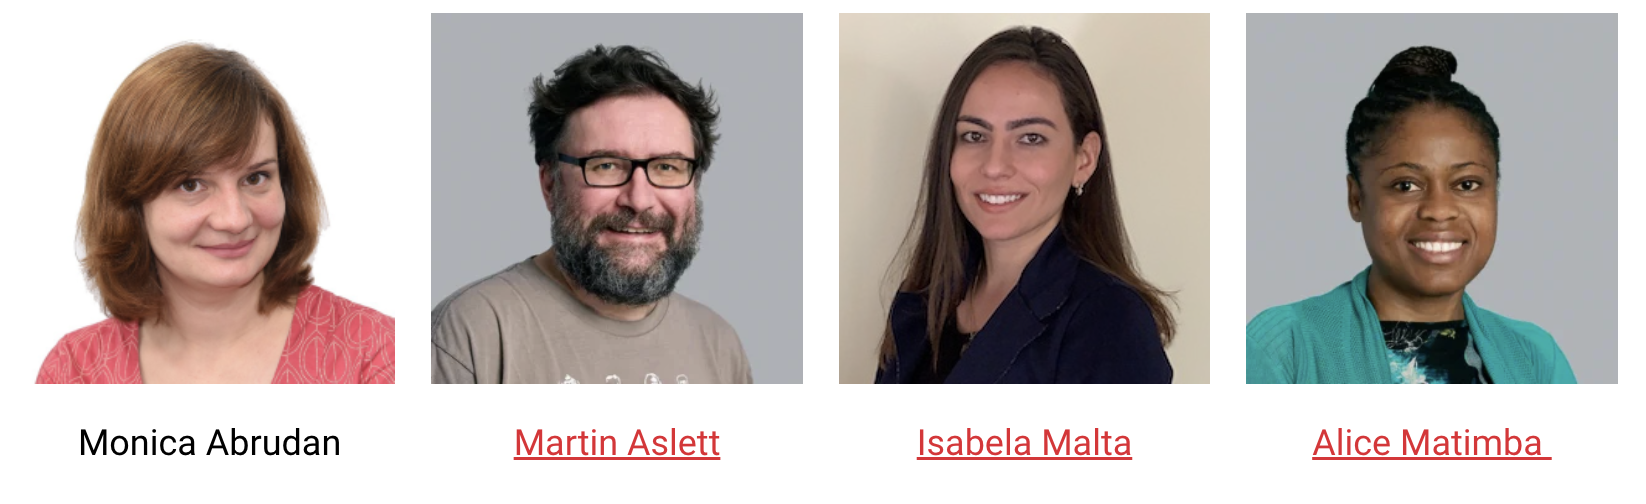 Monica Abrudan
Martin Aslett
Isabela Malta
Alice Matimba